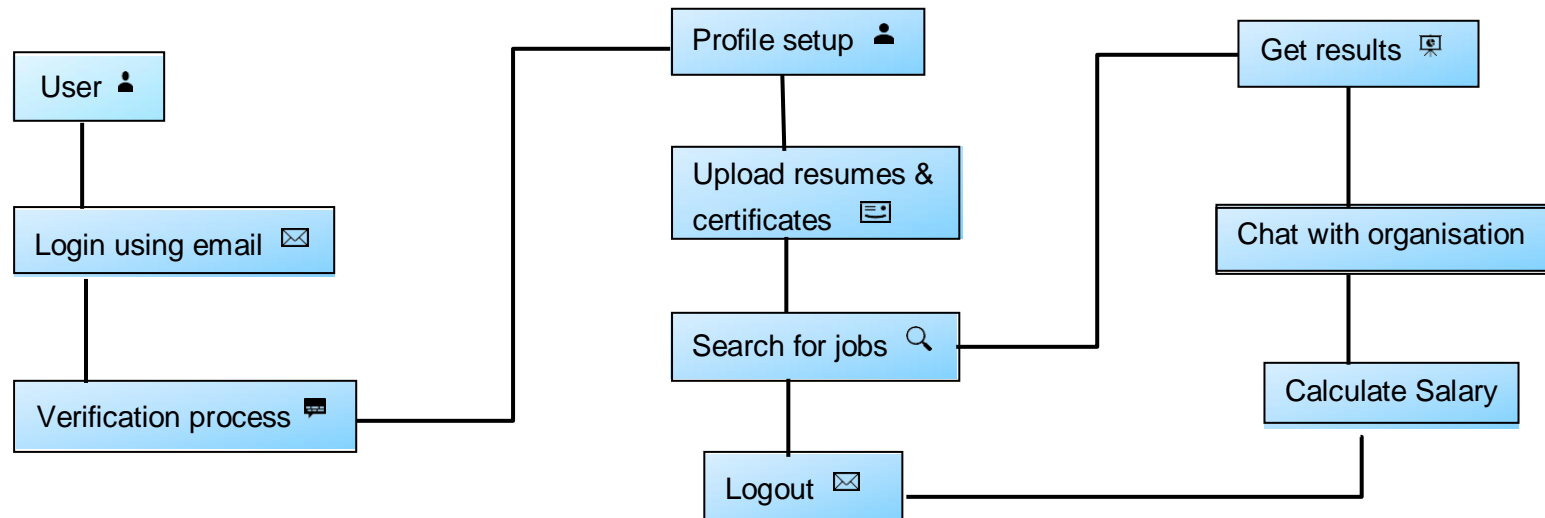 User
Login using email
Verification process
Profile setup
Upload resumes &
certificates
Search for jobs
Logout
Get results
Chat with organisation
Calculate Salary